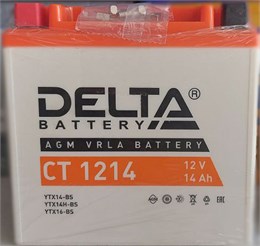 DELTA®
BATTERY
AGM VRLA BATTERY
CT 1214
12 V
14 Ah
YTX14-BS
YTX14H-BS
YTX16-BS